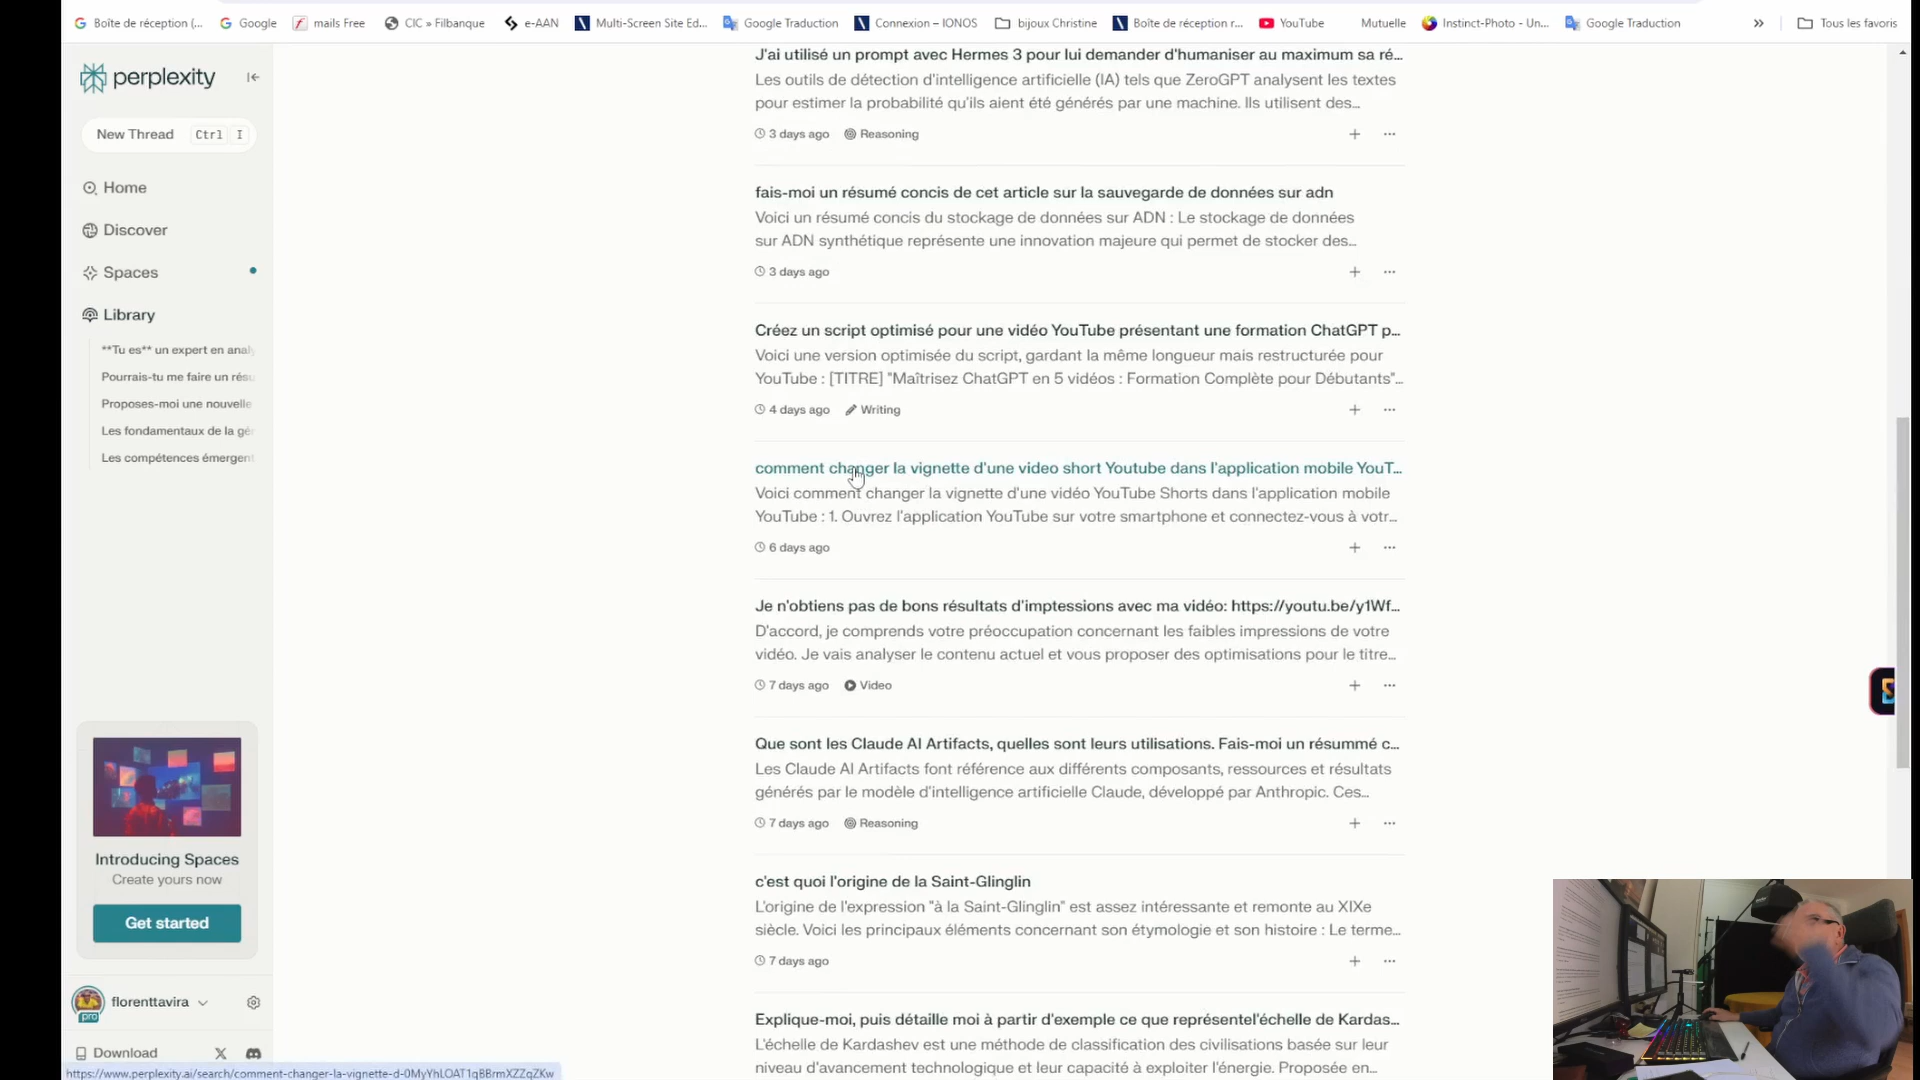 Boîte de réception (...
Google
mails Free
CIC » Filbanque
e-AAN
Multi-Screen Site Ed...
Google Traduction
Connexion – IONOS
bijoux Christine
Boîte de réception r...
YouTube
Mutuelle
Instinct-Photo - Un...
Google Traduction
»
Tous les favoris
perplexity
New Thread Ctrl I
Home
Discover
Spaces
Library
**Tu es** un expert en analy
Pourrais-tu me faire un résu
Proposes-moi une nouvelle
Les fondamentaux de la gén
Les compétences émergent
Introducing Spaces
Create yours now
Get started
florenttavira
pro
Download
https://www.perplexity.ai/search/comment-changer-la-vignette-d-0MyYhLOAT1qBBrmXZZqZKw
J'ai utilisé un prompt avec Hermes 3 pour lui demander d'humaniser au maximum sa ré...
Les outils de détection d'intelligence artificielle (IA) tels que ZeroGPT analysent les textes
pour estimer la probabilité qu'ils aient été générés par une machine. Ils utilisent des...
3 days ago Reasoning
fais-moi un résumé concis de cet article sur la sauvegarde de données sur adn
Voici un résumé concis du stockage de données sur ADN : Le stockage de données
sur ADN synthétique représente une innovation majeure qui permet de stocker des...
3 days ago
Créez un script optimisé pour une vidéo YouTube présentant une formation ChatGPT p...
Voici une version optimisée du script, gardant la même longueur mais restructurée pour
YouTube : [TITRE] "Maîtrisez ChatGPT en 5 vidéos : Formation Complète pour Débutants"...
4 days ago Writing
comment changer la vignette d'une video short Youtube dans l'application mobile YouT...
Voici comment changer la vignette d'une vidéo YouTube Shorts dans l'application mobile
YouTube : 1. Ouvrez l'application YouTube sur votre smartphone et connectez-vous à votr...
6 days ago
Je n'obtiens pas de bons résultats d'imptessions avec ma vidéo: https://youtu.be/y1Wf...
D'accord, je comprends votre préoccupation concernant les faibles impressions de votre
vidéo. Je vais analyser le contenu actuel et vous proposer des optimisations pour le titre...
7 days ago Video
Que sont les Claude AI Artifacts, quelles sont leurs utilisations. Fais-moi un résummé c...
Les Claude AI Artifacts font référence aux différents composants, ressources et résultats
générés par le modèle d'intelligence artificielle Claude, développé par Anthropic. Ces...
7 days ago Reasoning
c'est quoi l'origine de la Saint-Glinglin
L'origine de l'expression "à la Saint-Glinglin" est assez intéressante et remonte au XIXe
siècle. Voici les principaux éléments concernant son étymologie et son histoire : Le terme...
7 days ago
Explique-moi, puis détaille moi à partir d'exemple ce que représentel'échelle de Kardas...
L'échelle de Kardashev est une méthode de classification des civilisations basée sur leur
niveau d'avancement technologique et leur capacité à exploiter l'énergie. Proposée en...